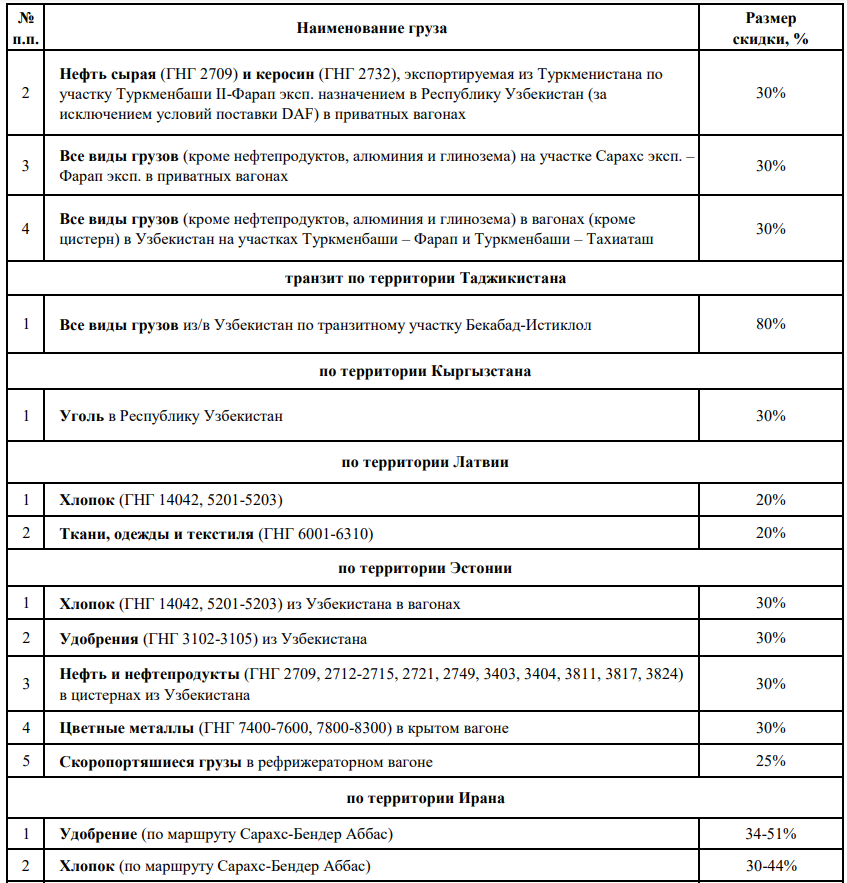 № п.п. Наименование груза Размер скидки, %
2 Нефть сырая (ГНГ 2709) и керосин (ГНГ 2732), экспортируемая из Туркменистана по
участку Туркменбаши II-Фарап эксп. назначением в Республику Узбекистан (за
исключением условий поставки DAF) в приватных вагонах
30%
3 Все виды грузов (кроме нефтепродуктов, алюминия и глинозема) на участке Сарахс эксп. –
Фарап эксп. в приватных вагонах
30%
4 Все виды грузов (кроме нефтепродуктов, алюминия и глинозема) в вагонах (кроме
цистерн) в Узбекистан на участках Туркменбаши – Фарап и Туркменбаши – Тахиаташ
30%
транзит по территории Таджикистана
1 Все виды грузов из/в Узбекистан по транзитному участку Бекабад-Истиклол 80%
по территории Кыргызстана
1 Уголь в Республику Узбекистан 30%
по территории Латвии
1 Хлопок (ГНГ 14042, 5201-5203) 20%
2 Ткани, одежды и текстиля (ГНГ 6001-6310) 20%
по территории Эстонии
1 Хлопок (ГНГ 14042, 5201-5203) из Узбекистана в вагонах 30%
2 Удобрения (ГНГ 3102-3105) из Узбекистана 30%
3 Нефть и нефтепродукты (ГНГ 2709, 2712-2715, 2721, 2749, 3403, 3404, 3811, 3817, 3824)
в цистернах из Узбекистана
30%
4 Цветные металлы (ГНГ 7400-7600, 7800-8300) в крытом вагоне 30%
5 Скоропортяшиеся грузы в рефрижераторном вагоне 25%
по территории Ирана
1 Удобрение (по маршруту Сарахс-Бендер Аббас) 34-51%
2 Хлопок (по маршруту Сарахс-Бендер Аббас) 30-44%